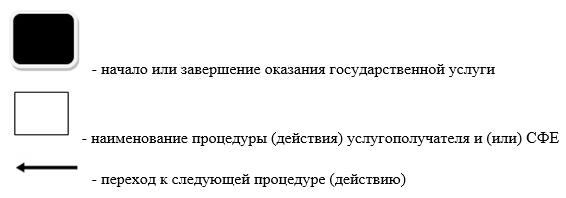 - начало или завершение оказания государственной услуги
- наименование процедуры (действия) услугополучателя и (или) СФЕ
- переход к следующей процедуре (действию)